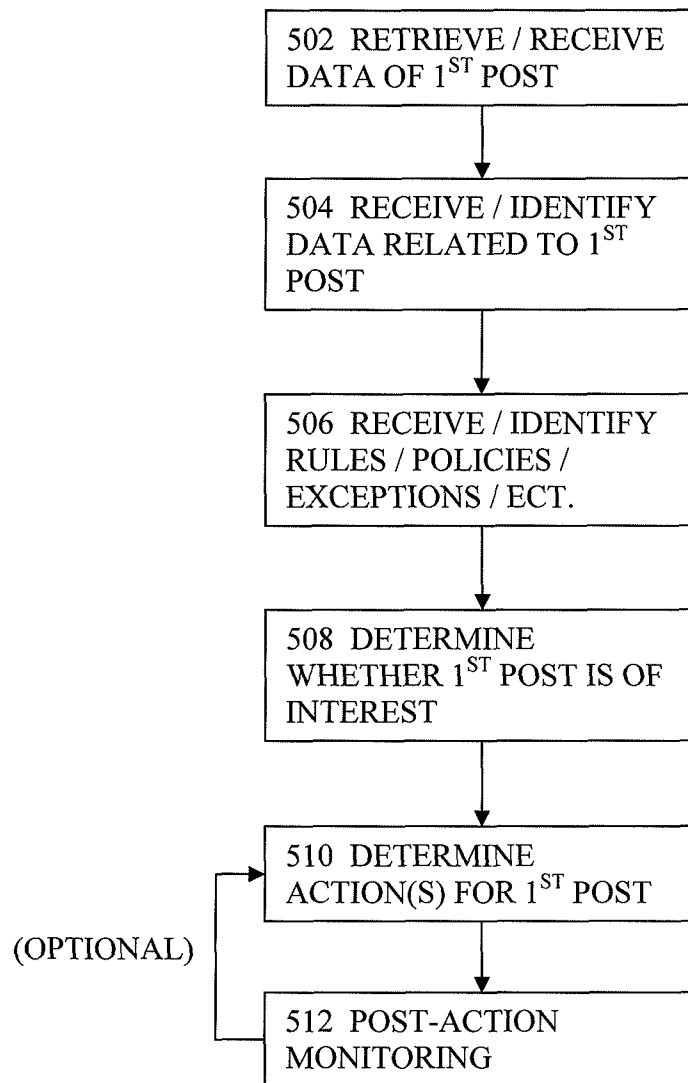 502 RETRIEVE / RECEIVE
DATA OF 1ST POST
504 RECEIVE / IDENTIFY
DATA RELATED TO 1ST
POST
506 RECEIVE / IDENTIFY
RULES / POLICIES /
EXCEPTIONS / ECT.
508 DETERMINE
WHETHER 1ST POST IS OF
INTEREST
510 DETERMINE
ACTION(S) FOR 1ST POST
(OPTIONAL)
512 POST-ACTION
MONITORING